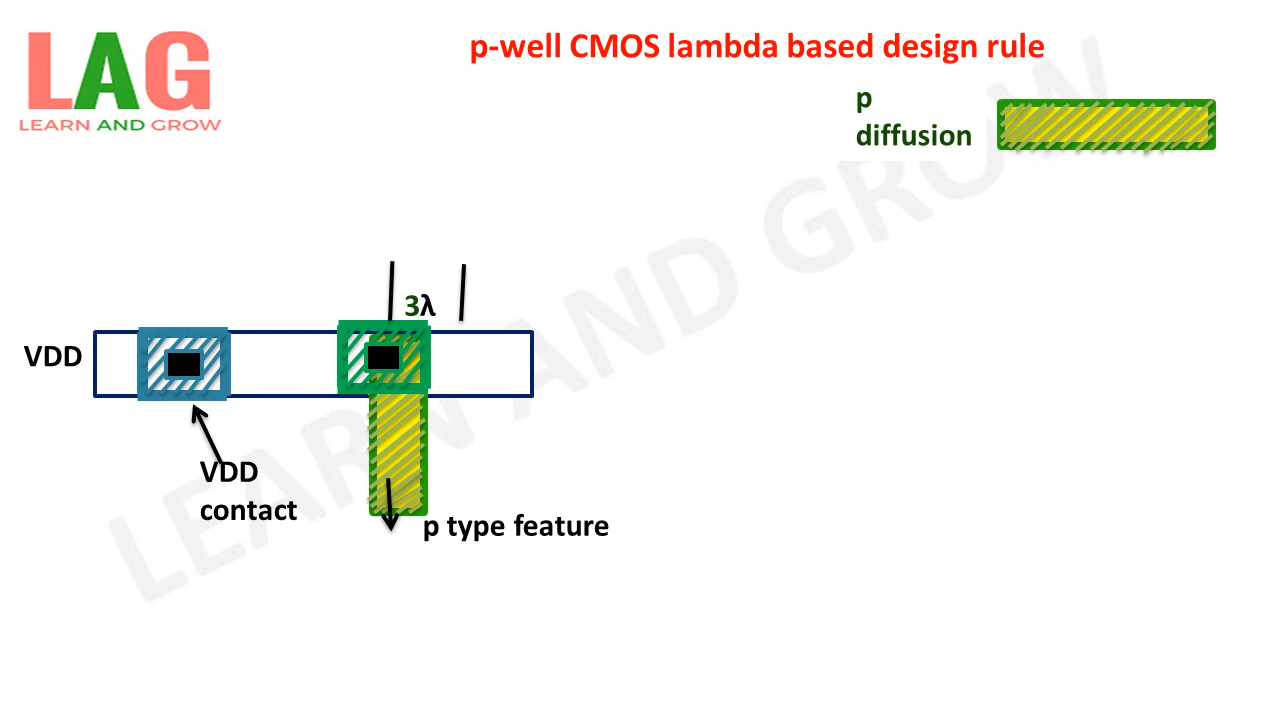 LAG
LEARN AND GROW
p-well CMOS lambda based design rule
p
diffusion
3λ
VDD
VDD
contact
p type feature
LEARN AND GROW